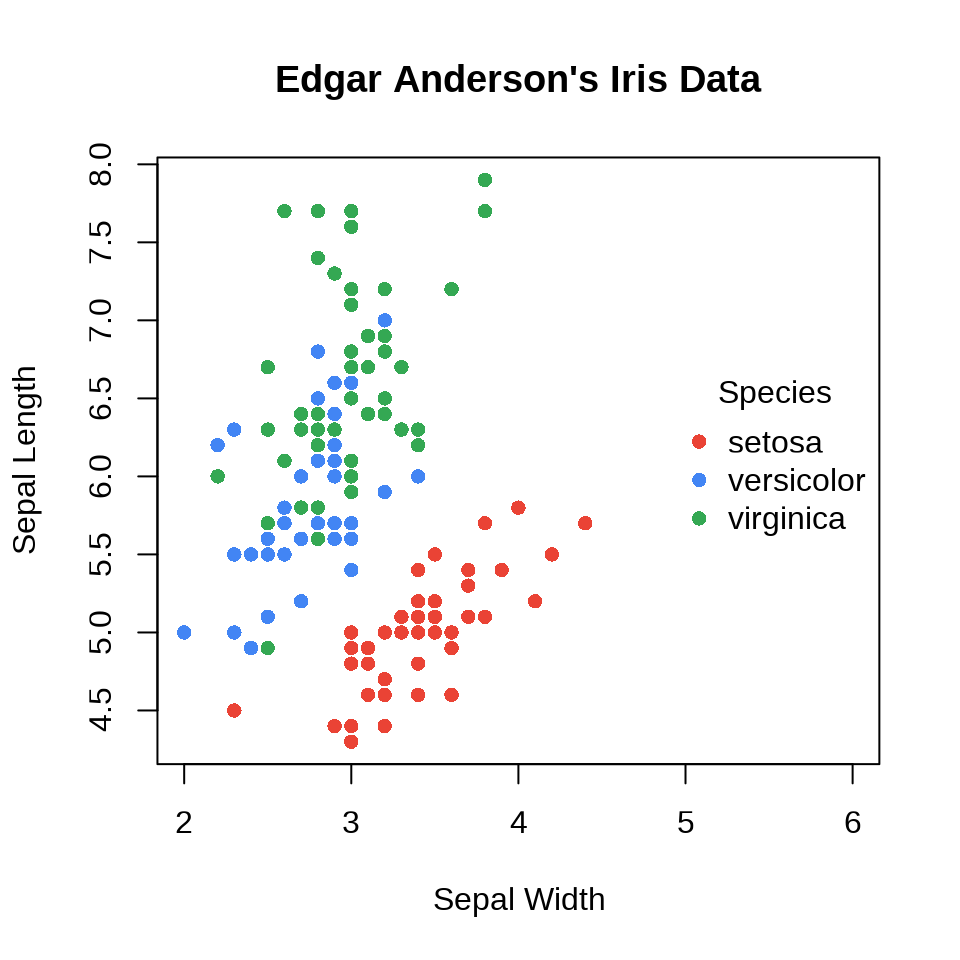 Edgar Anderson's Iris Data
Sepal Length
8.0
7.5
7.0
6.5
6.0
5.5
5.0
4.5
Species
setosa
versicolor
virginica
2 3 4 5 6
Sepal Width